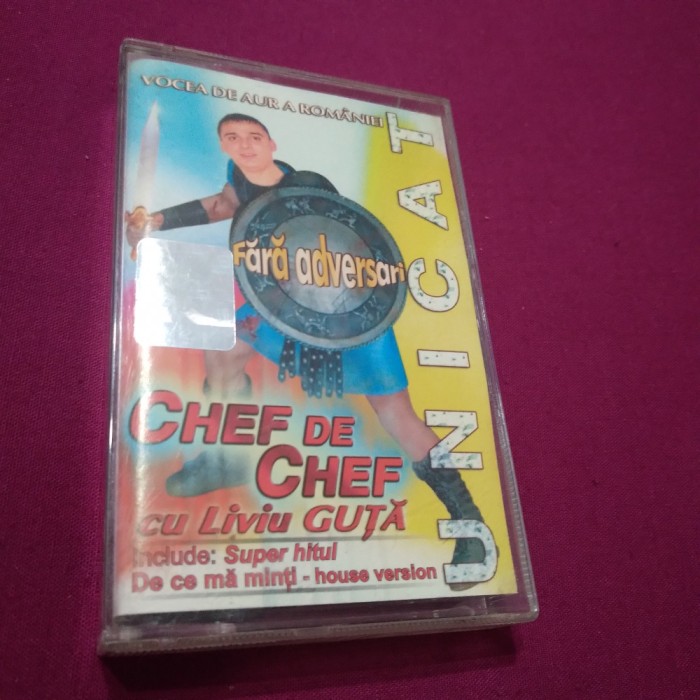 VOCEA DE AUR A ROMÂNIEI
UNICAT
Fără adversari
CHEF DE
CHEF
cu Liviu GUȚĂ
Include: Super hitul
De ce mă minți - house version